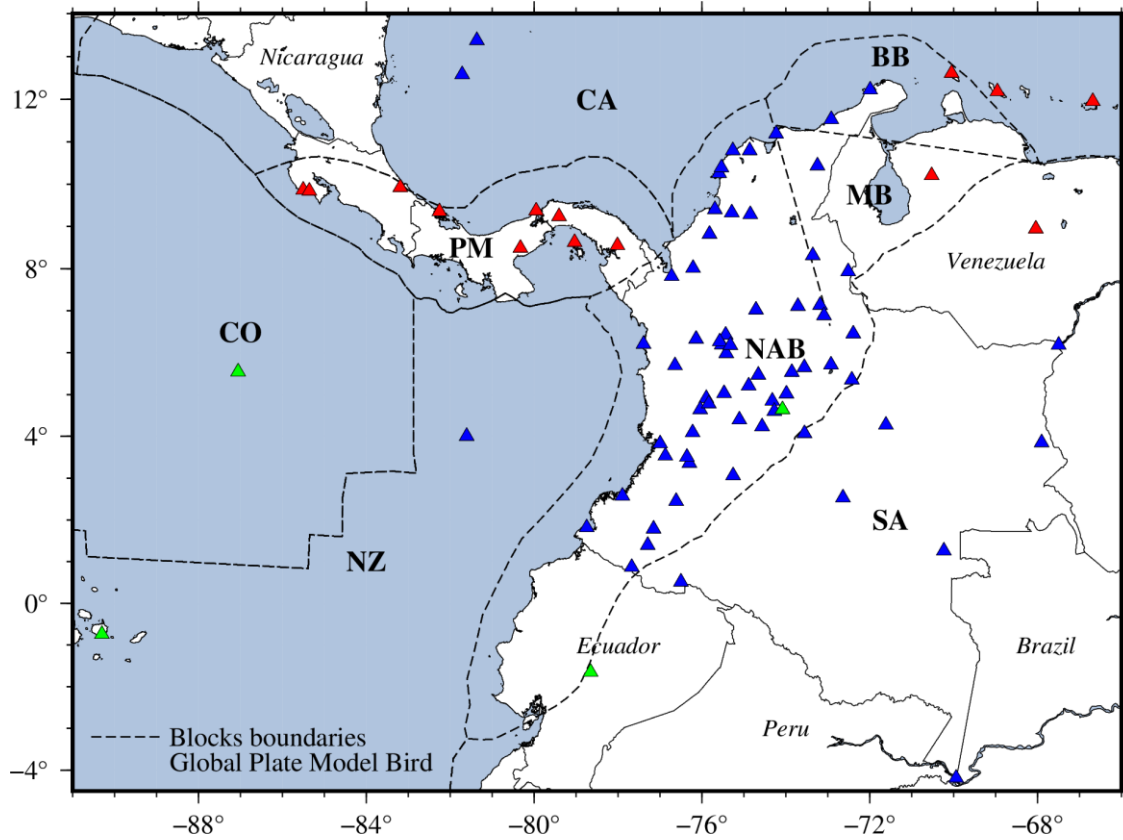 Nicaragua
BB
CA
12°
MB
8°
PM
Venezuela
CO
NAB
4°
SA
NZ
0°
Ecuador
Brazil
Peru
Blocks boundaries
Global Plate Model Bird
−4°
−88° −84° −80° −76° −72° −68°